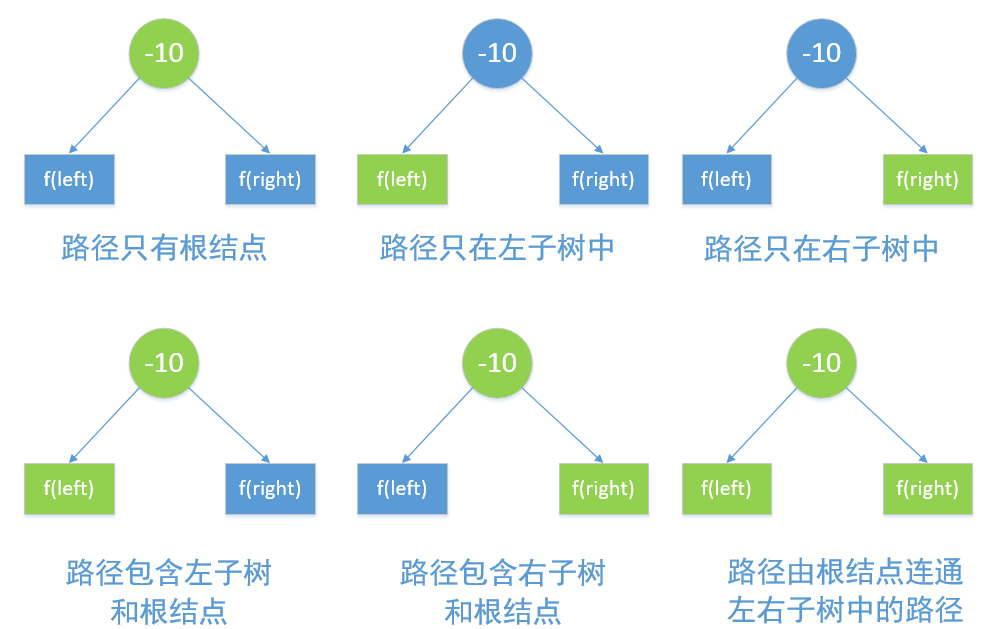 -10
-10
-10
f(left)
f(right)
f(left)
f(right)
f(left)
f(right)
路径只有根结点
路径只在左子树中
路径只在右子树中
-10
-10
-10
f(left)
f(right)
f(left)
f(right)
f(left)
f(right)
路径包含左子树
和根结点
路径包含右子树
和根结点
路径由根结点连通
左右子树中的路径